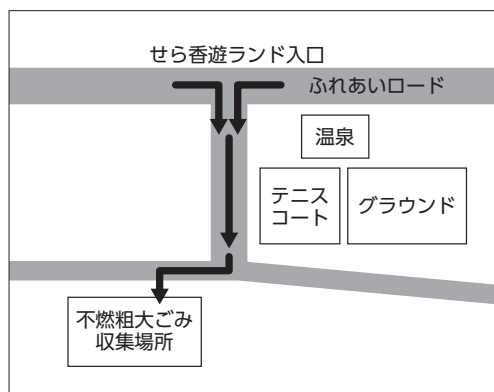 せら香遊ランド入口
ふれあいロード
温泉
テニス
コート
グラウンド
不燃粗大ごみ
収集場所